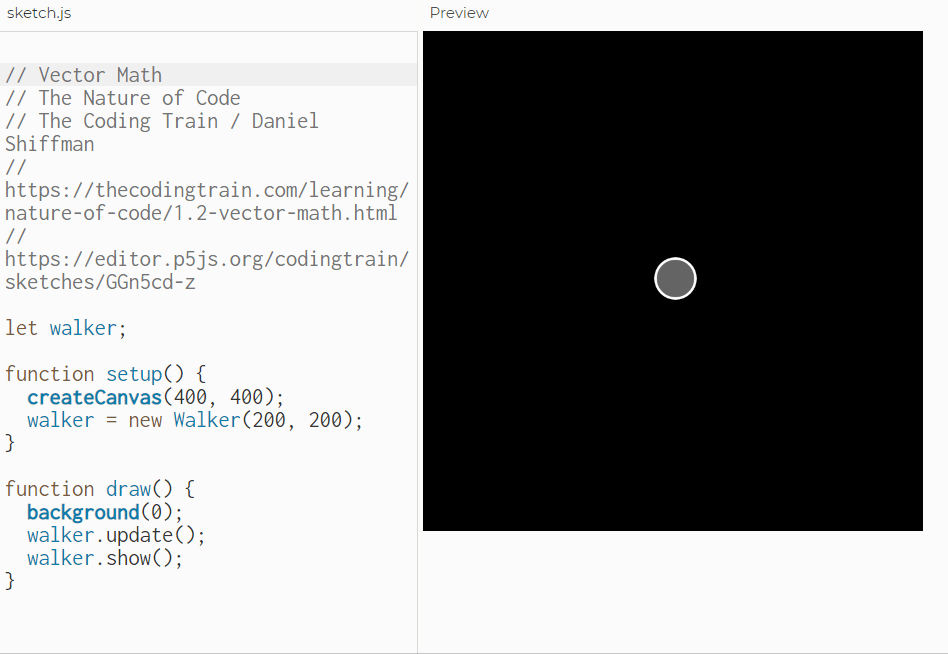 sketch.js
Preview
// Vector Math
// The Nature of Code
// The Coding Train / Daniel
Shiffman
//
https://thecodingtrain.com/learning/
nature-of-code/1.2-vector-math.html
//
https://editor.p5js.org/codingtrain/
sketches/GGn5cd-z
let walker;
function setup() {
  createCanvas(400, 400);
  walker = new Walker(200, 200);
}
function draw() {
  background(0);
  walker.update();
  walker.show();
}